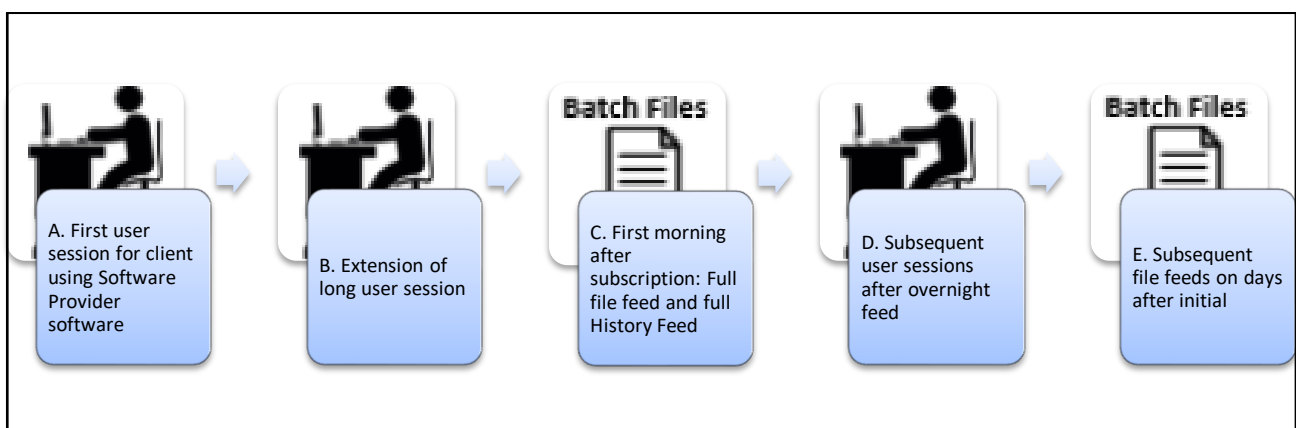 A. First user
session for client
using Software
Provider
software
B. Extension of
long user session
Batch Files
C. First morning
after
subscription: Full
file feed and full
History Feed
D. Subsequent
user sessions
after overnight
feed
Batch Files
E. Subsequent
file feeds on days
after initial